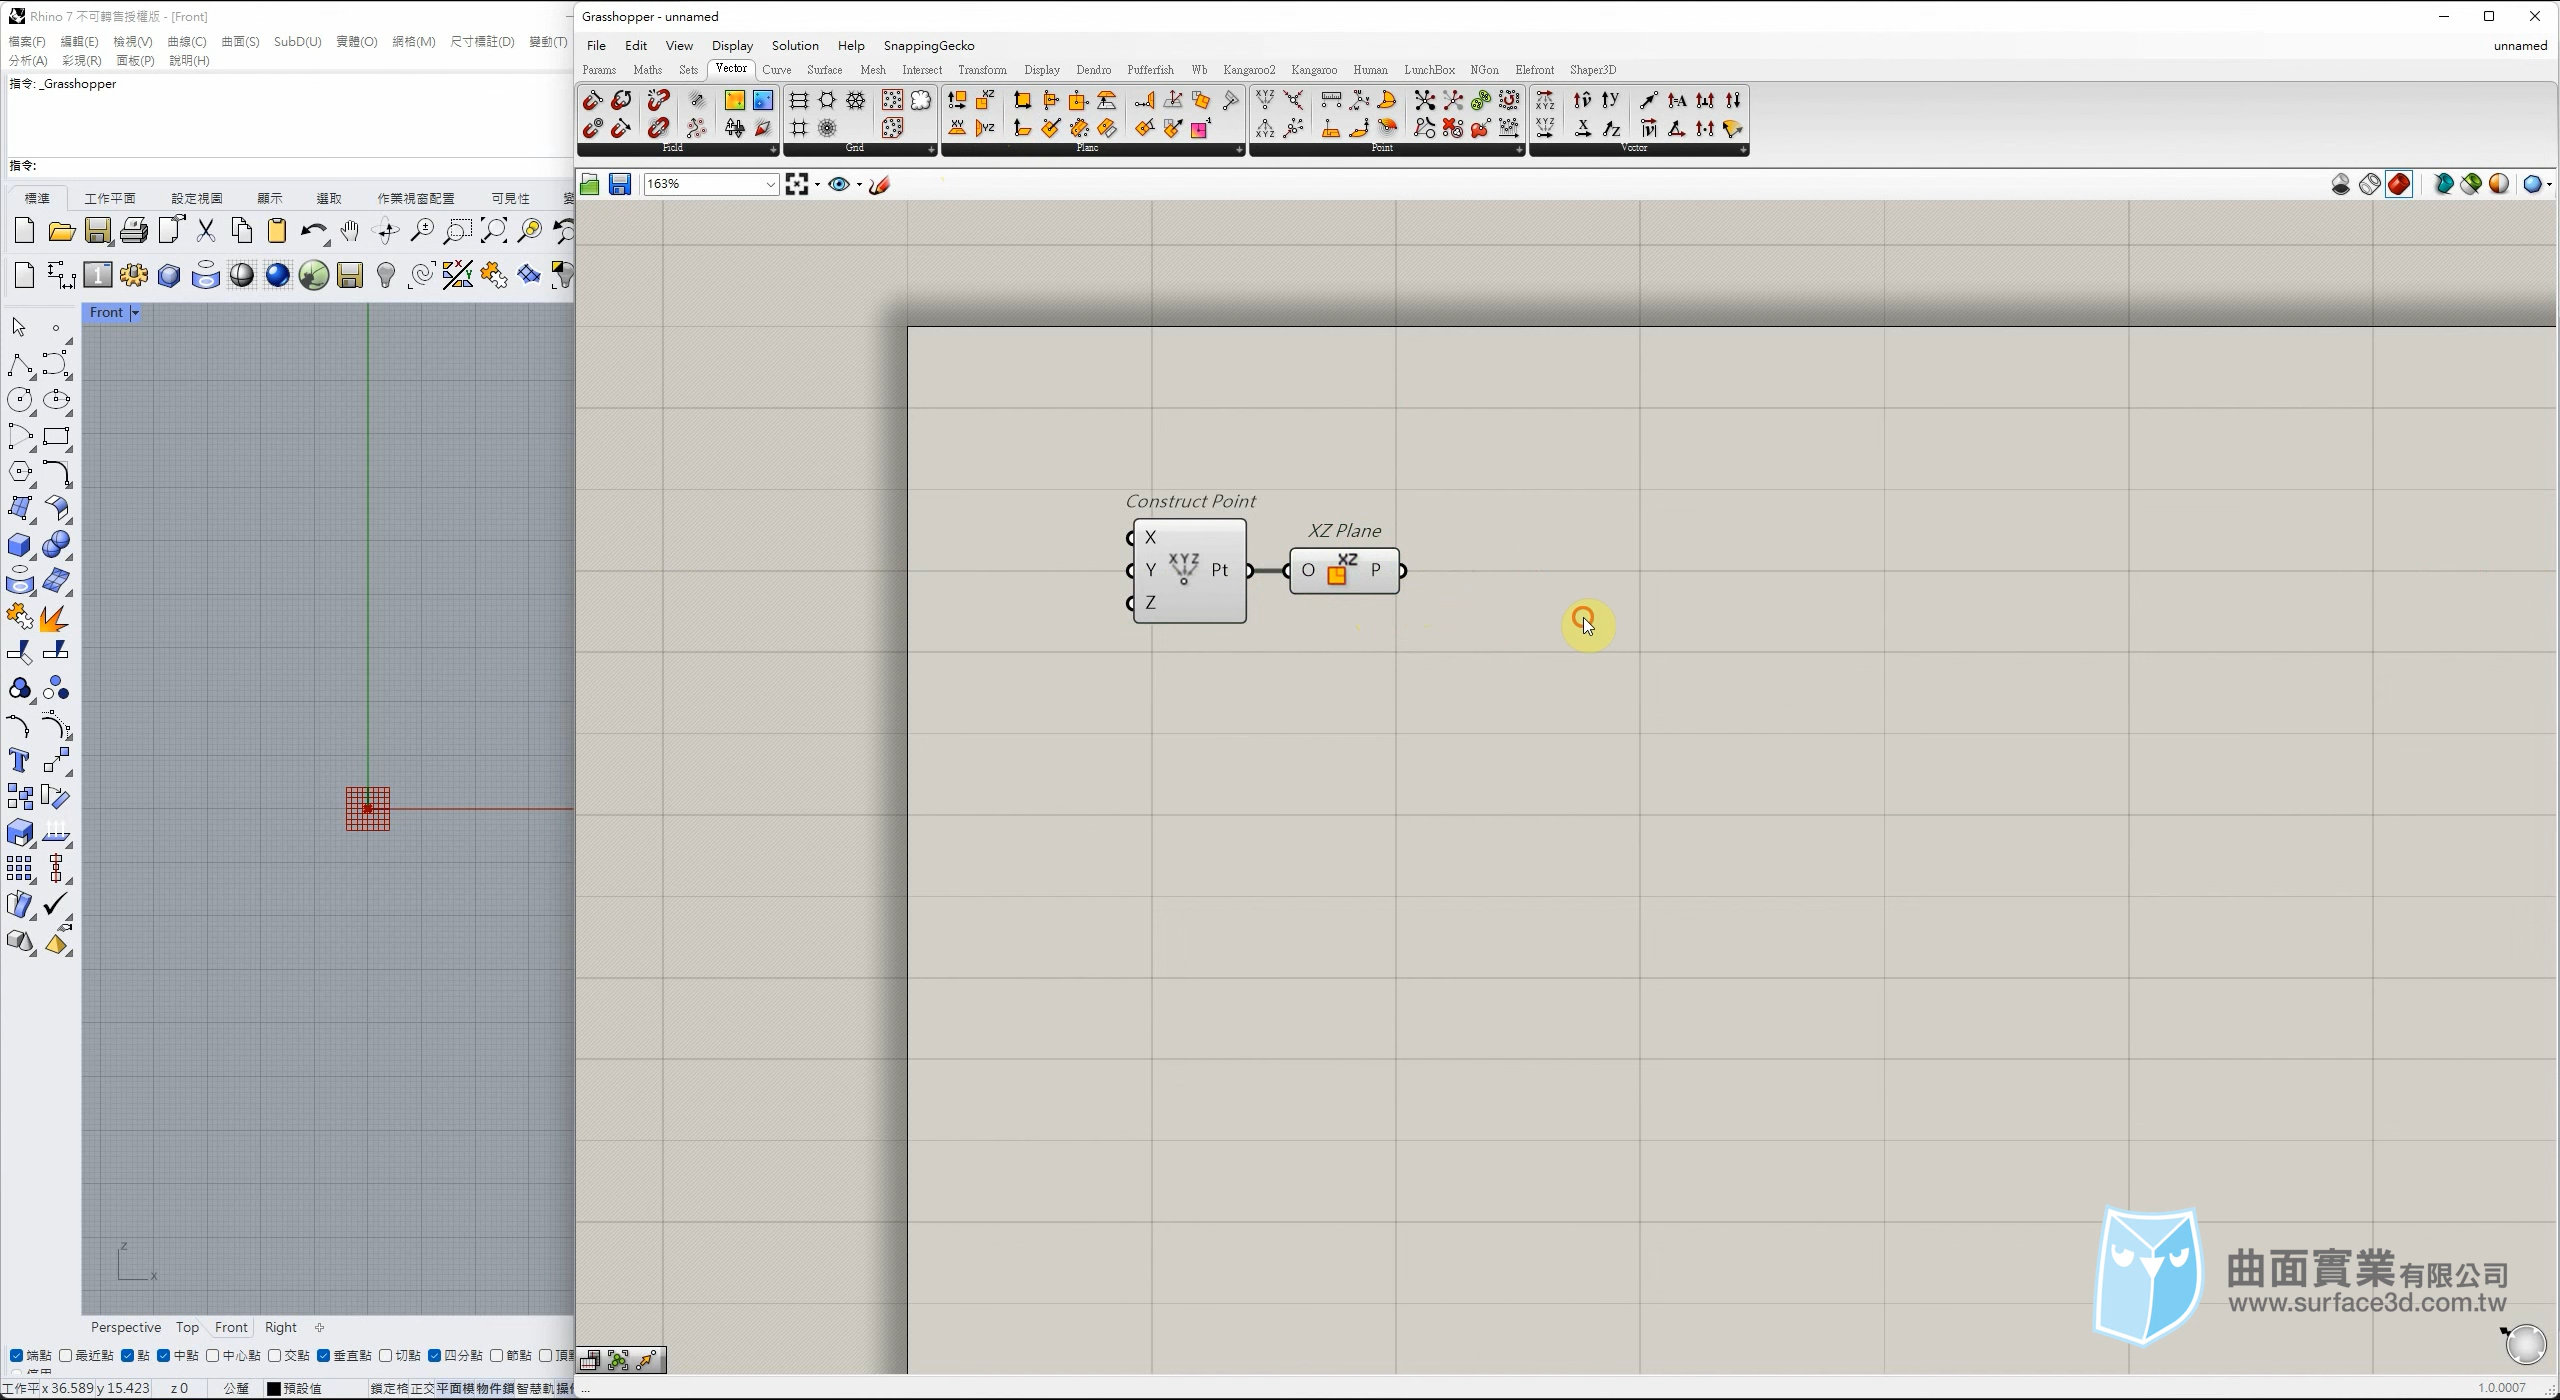 Rhino 7 不可轉售授權版 - [Front]
檔案(F) 編輯(E) 檢視(V) 曲線(C) 曲面(S) SubD(U) 實體(O) 網格(M) 尺寸標註(D) 變動(T)
分析(A) 彩現(R) 面板(P) 說明(H)
指令: _Grasshopper
指令:
標準 工作平面 設定視圖 顯示 選取 作業視窗配置 可見性
Front
z
x
Perspective Top Front Right
端點 最近點 點 中點 中心點 交點 垂直點 切點 四分點 節點
工作平 x 36.589 y 15.423 z 0 公釐 預設值 鎖定格 正交 平面模 物件鎖 智慧軌
Grasshopper - unnamed
File Edit View Display Solution Help SnappingGecko unnamed
Params Maths Sets Vector Curve Surface Mesh Intersect Transform Display Dendro Pufferfish Wb Kangaroo2 Kangaroo Human LunchBox NGon Elefront Shaper3D
Field Grid Plane Point Vector
163%
Construct Point
X
Y
Z
XYZ
Pt
XZ Plane
O XZ P
曲面實業有限公司
www.surface3d.com.tw
...
1.0.0007